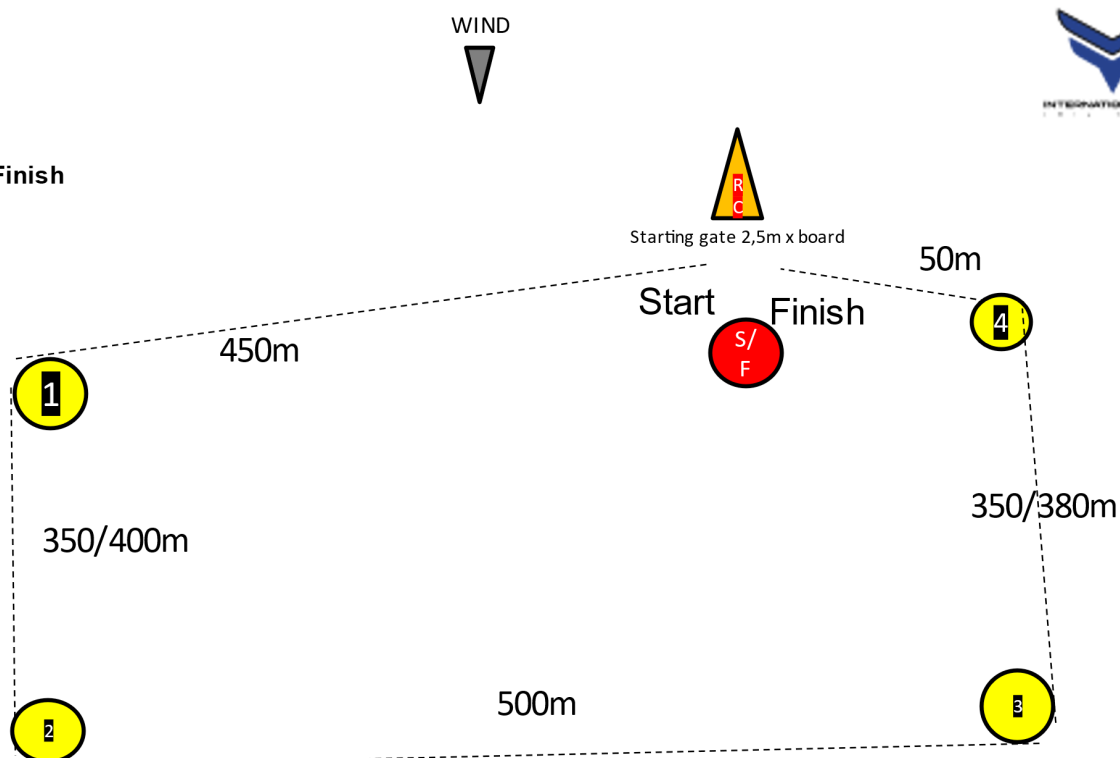 WIND
Finish
R
C
Starting gate 2,5m x board
50m
Start
Finish
4
S/
F
450m
1
350/380m
350/400m
500m
3
2